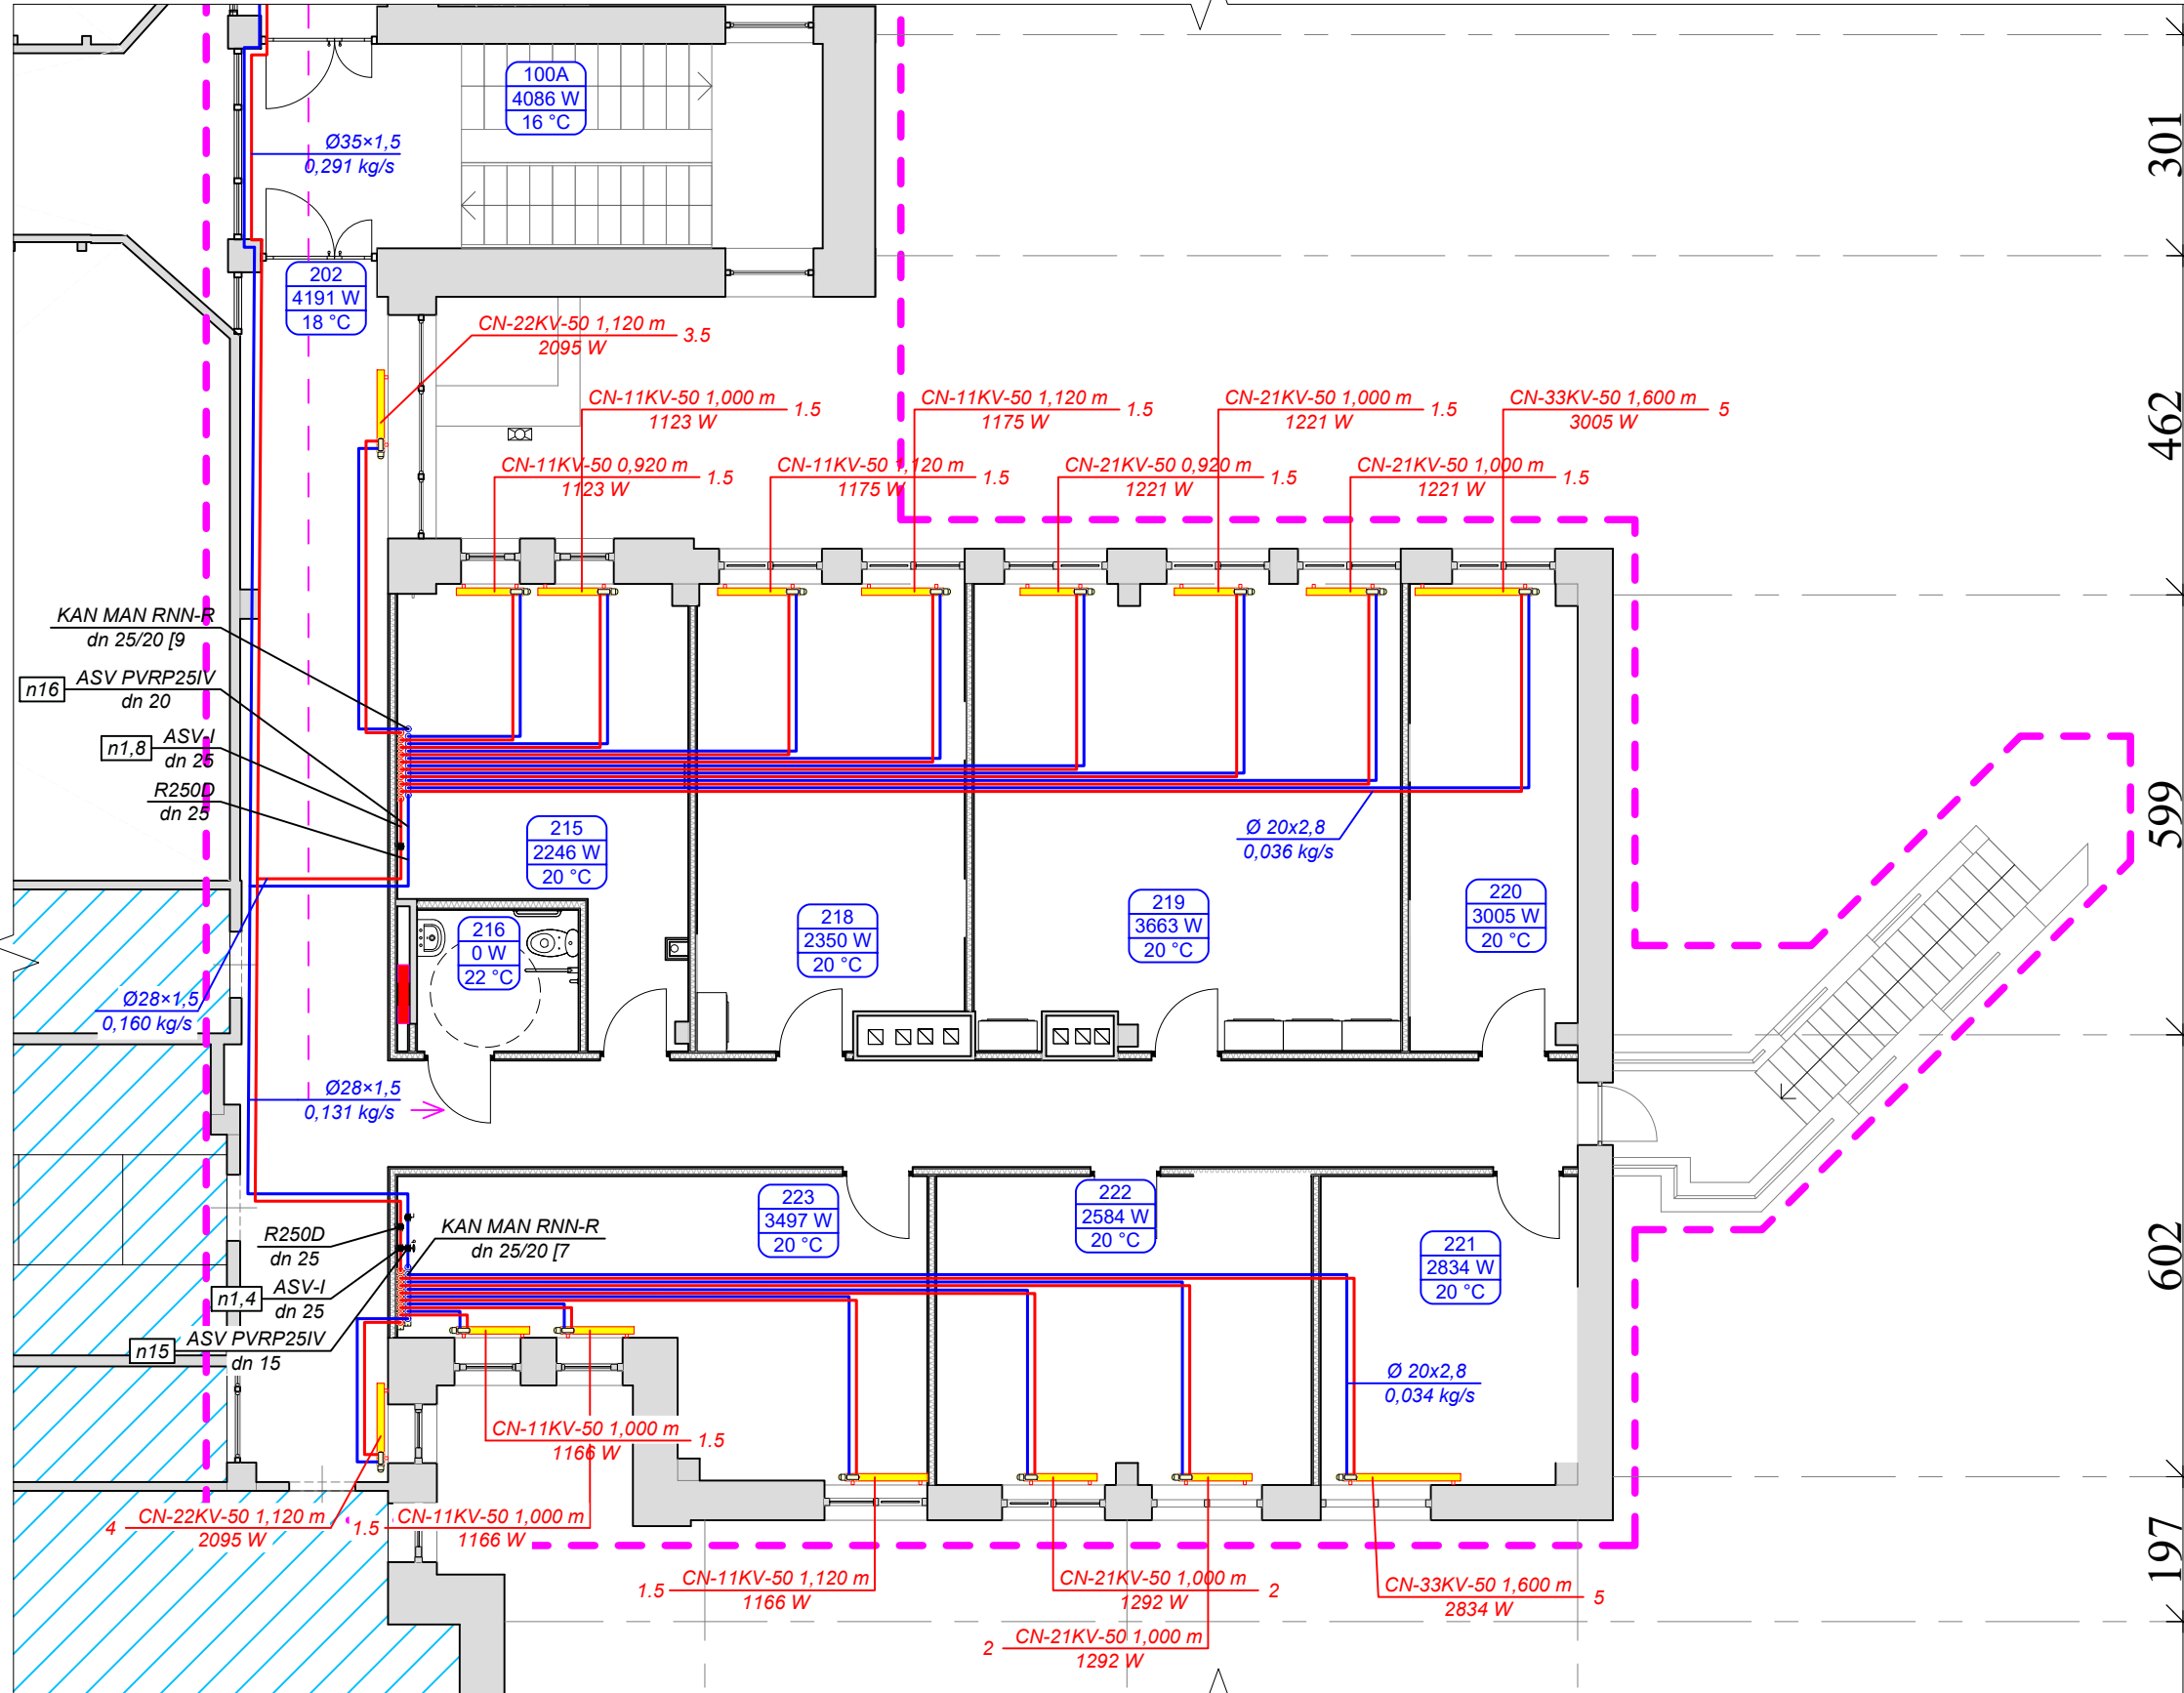 100A
4086 W
16 °C
301
Ø35×1,5
0,291 kg/s
202
4191 W
18 °C
CN-22KV-50 1,120 m
2095 W
3.5
CN-11KV-50 1,000 m
1123 W
1.5
CN-11KV-50 1,120 m
1175 W
1.5
CN-21KV-50 1,000 m
1221 W
1.5
CN-33KV-50 1,600 m
3005 W
5
462
CN-11KV-50 0,920 m
1123 W
1.5
CN-11KV-50 1,120 m
1175 W
1.5
CN-21KV-50 0,920 m
1221 W
1.5
CN-21KV-50 1,000 m
1221 W
1.5
KAN MAN RNN-R
dn 25/20 [9
n16
ASV PVRP25IV
dn 20
n1,8
ASV-I
dn 25
R250D
dn 25
215
2246 W
20 °C
Ø 20x2,8
0,036 kg/s
599
216
0 W
22 °C
218
2350 W
20 °C
219
3663 W
20 °C
220
3005 W
20 °C
Ø28×1,5
0,160 kg/s
Ø28×1,5
0,131 kg/s
223
3497 W
20 °C
222
2584 W
20 °C
221
2834 W
20 °C
602
R250D
dn 25
KAN MAN RNN-R
dn 25/20 [7
n1,4
ASV-I
dn 25
n15
ASV PVRP25IV
dn 15
Ø 20x2,8
0,034 kg/s
CN-11KV-50 1,000 m
1166 W
1.5
4
CN-22KV-50 1,120 m
2095 W
1.5
CN-11KV-50 1,000 m
1166 W
197
1.5
CN-11KV-50 1,120 m
1166 W
CN-21KV-50 1,000 m
1292 W
2
CN-33KV-50 1,600 m
2834 W
5
2
CN-21KV-50 1,000 m
1292 W